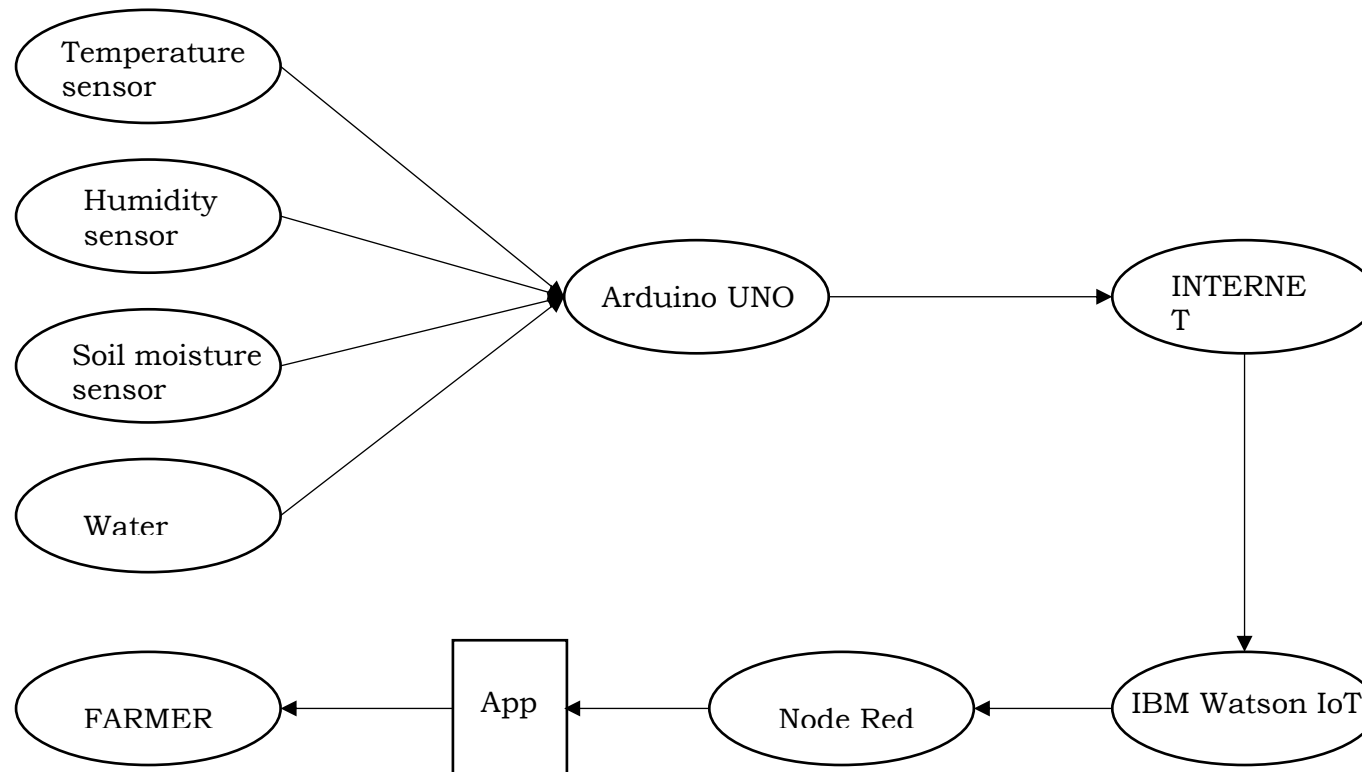 Temperature
sensor
Humidity
sensor
Arduino UNO
INTERNE
T
Soil moisture
sensor
Water
FARMER
App
Node Red
IBM Watson IoT